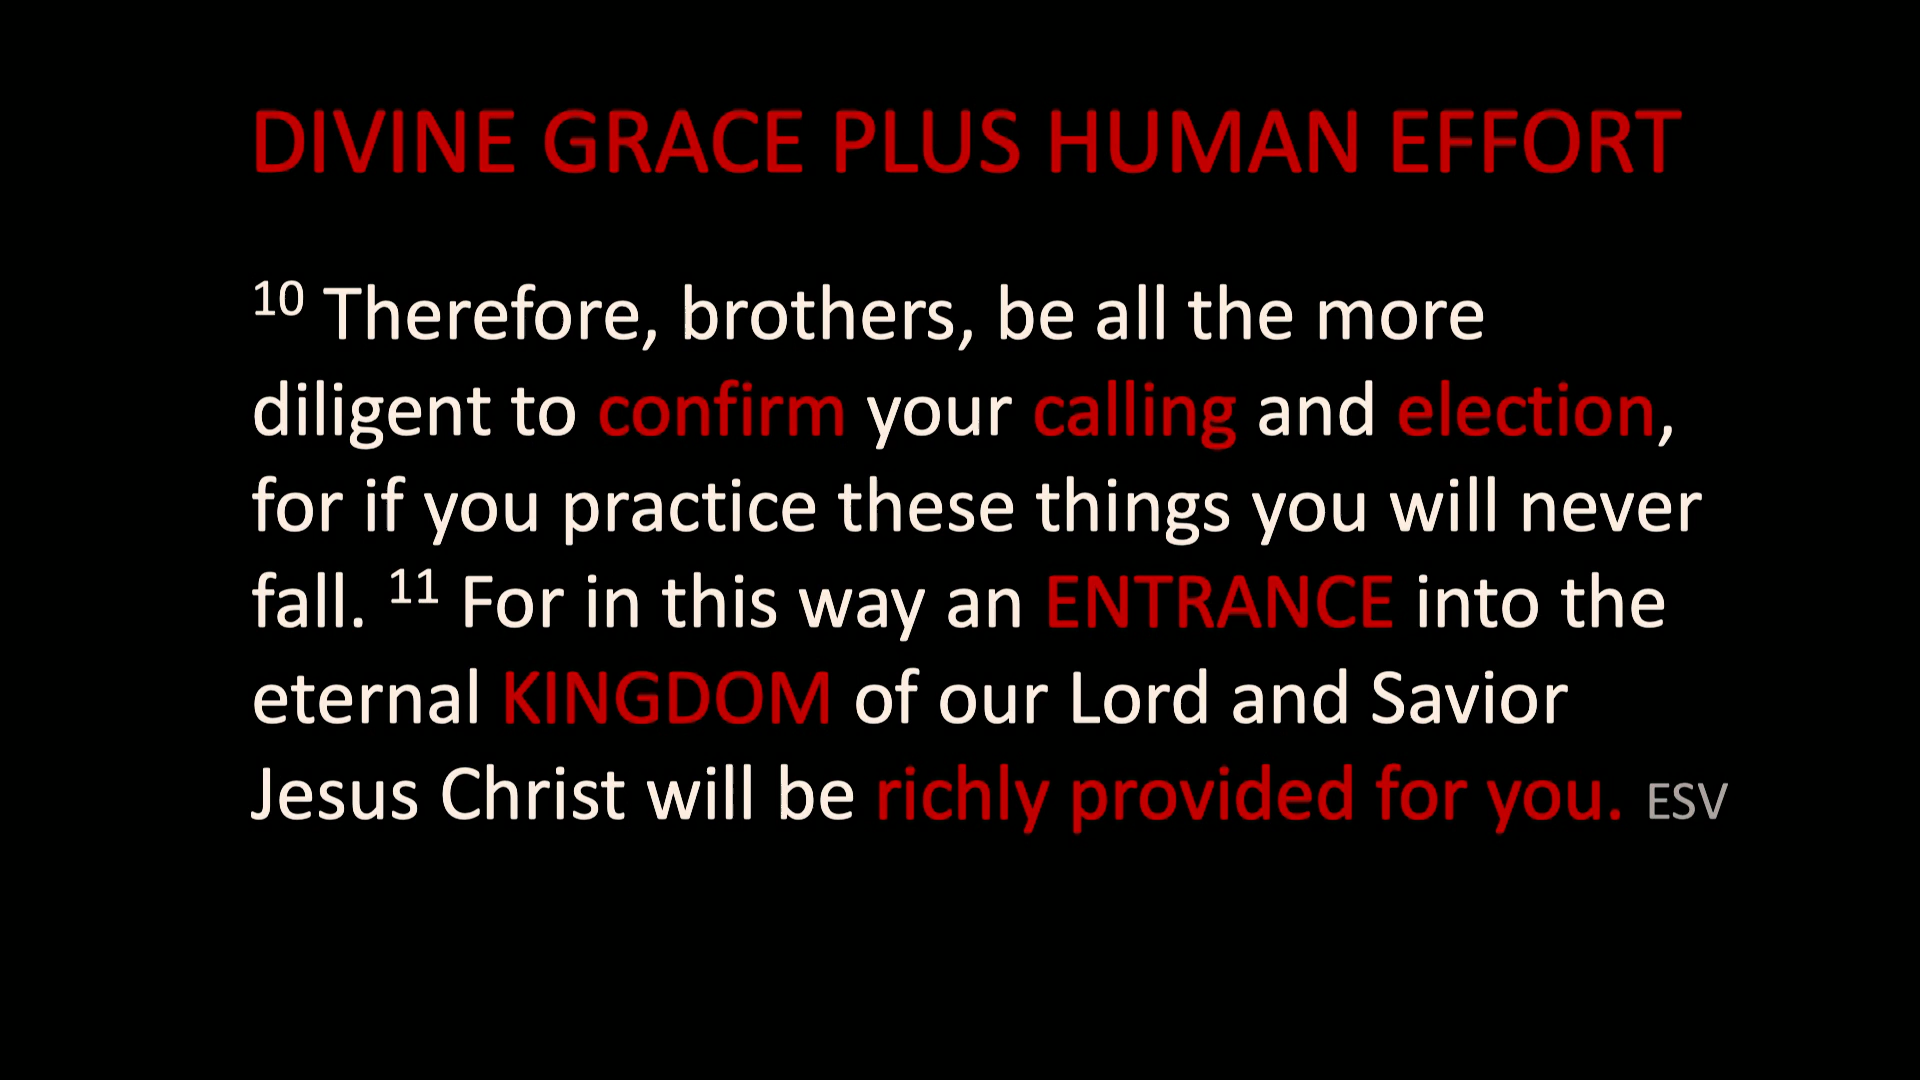 DIVINE GRACE PLUS HUMAN EFFORT
10 Therefore, brothers, be all the more
diligent to confirm your calling and election,
for if you practice these things you will never
fall. 11 For in this way an ENTRANCE into the
eternal KINGDOM of our Lord and Savior
Jesus Christ will be richly provided for you. ESV